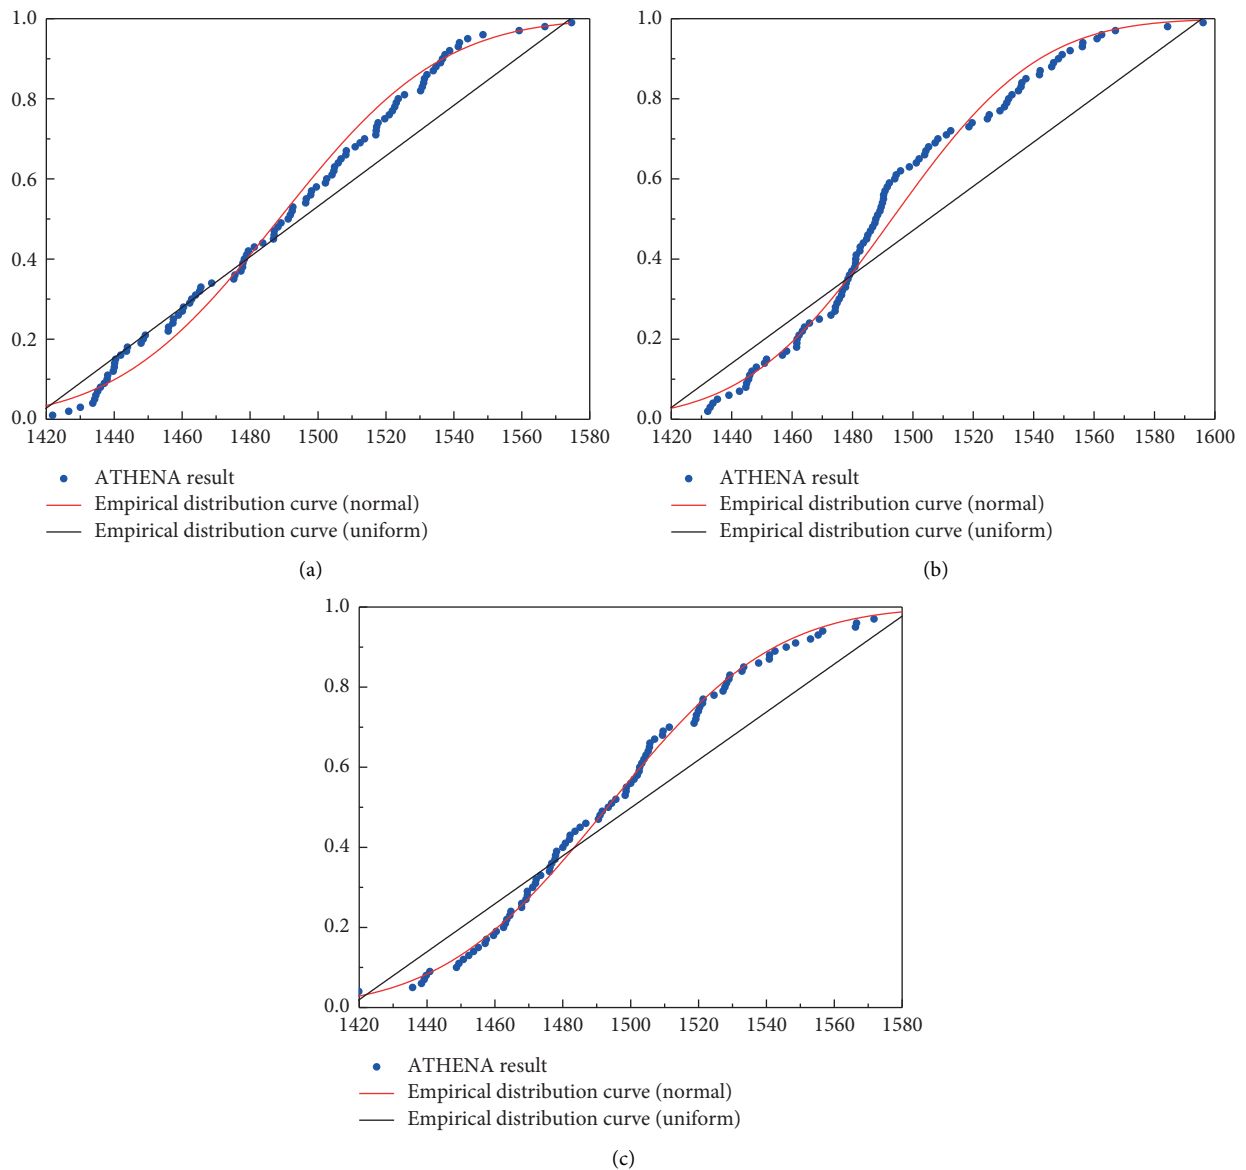 1.0
0.8
0.6
0.4
0.2
0.0
1420 1440 1460 1480 1500 1520 1540 1560 1580
ATHENA result
Empirical distribution curve (normal)
Empirical distribution curve (uniform)
(a)
1.0
0.8
0.6
0.4
0.2
0.0
1420 1440 1460 1480 1500 1520 1540 1560 1580 1600
ATHENA result
Empirical distribution curve (normal)
Empirical distribution curve (uniform)
(b)
1.0
0.8
0.6
0.4
0.2
0.0
1420 1440 1460 1480 1500 1520 1540 1560 1580
ATHENA result
Empirical distribution curve (normal)
Empirical distribution curve (uniform)
(c)